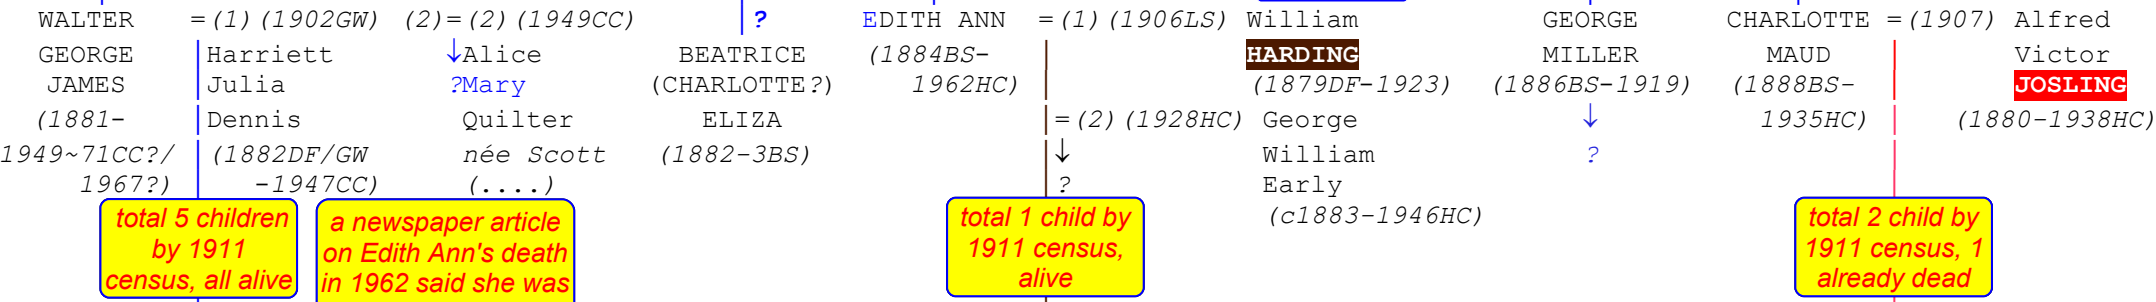 WALTER =(1)(1902GW) (2)=(2)(1949CC) ? EDITH ANN =(1)(1906LS) William GEORGE CHARLOTTE =(1907) Alfred
GEORGE Harriett ↓Alice BEATRICE (1884BS- HARDING MILLER MAUD Victor
JAMES Julia ?Mary (CHARLOTTE?) 1962HC) (1879DF-1923) (1886BS-1919) (1888BS- JOSLING
(1881- Dennis Quilter ELIZA =(2)(1928HC) George ↓ 1935HC) (1880-1938HC)
1949~71CC?/ (1882DF/GW née Scott (1882-3BS) ↓ William ?
1967?) -1947CC) (....) ? Early
(c1883-1946HC)
total 5 children
by 1911
census, all alive
a newspaper article
on Edith Ann's death
in 1962 said she was
total 1 child by
1911 census,
alive
total 2 child by
1911 census, 1
already dead